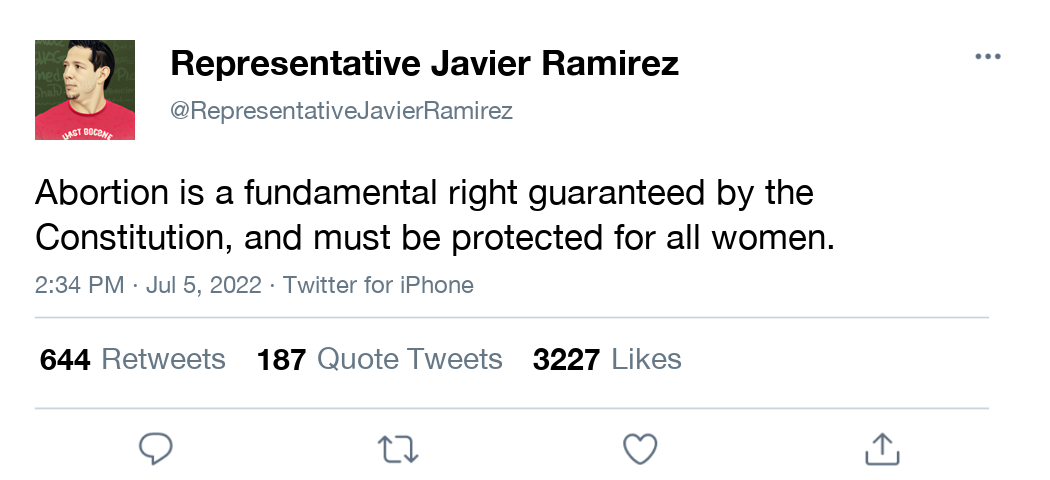 Representative Javier Ramirez
@RepresentativeJavierRamirez
Abortion is a fundamental right guaranteed by the
Constitution, and must be protected for all women.
2:34 PM · Jul 5, 2022 · Twitter for iPhone
644 Retweets 187 Quote Tweets 3227 Likes